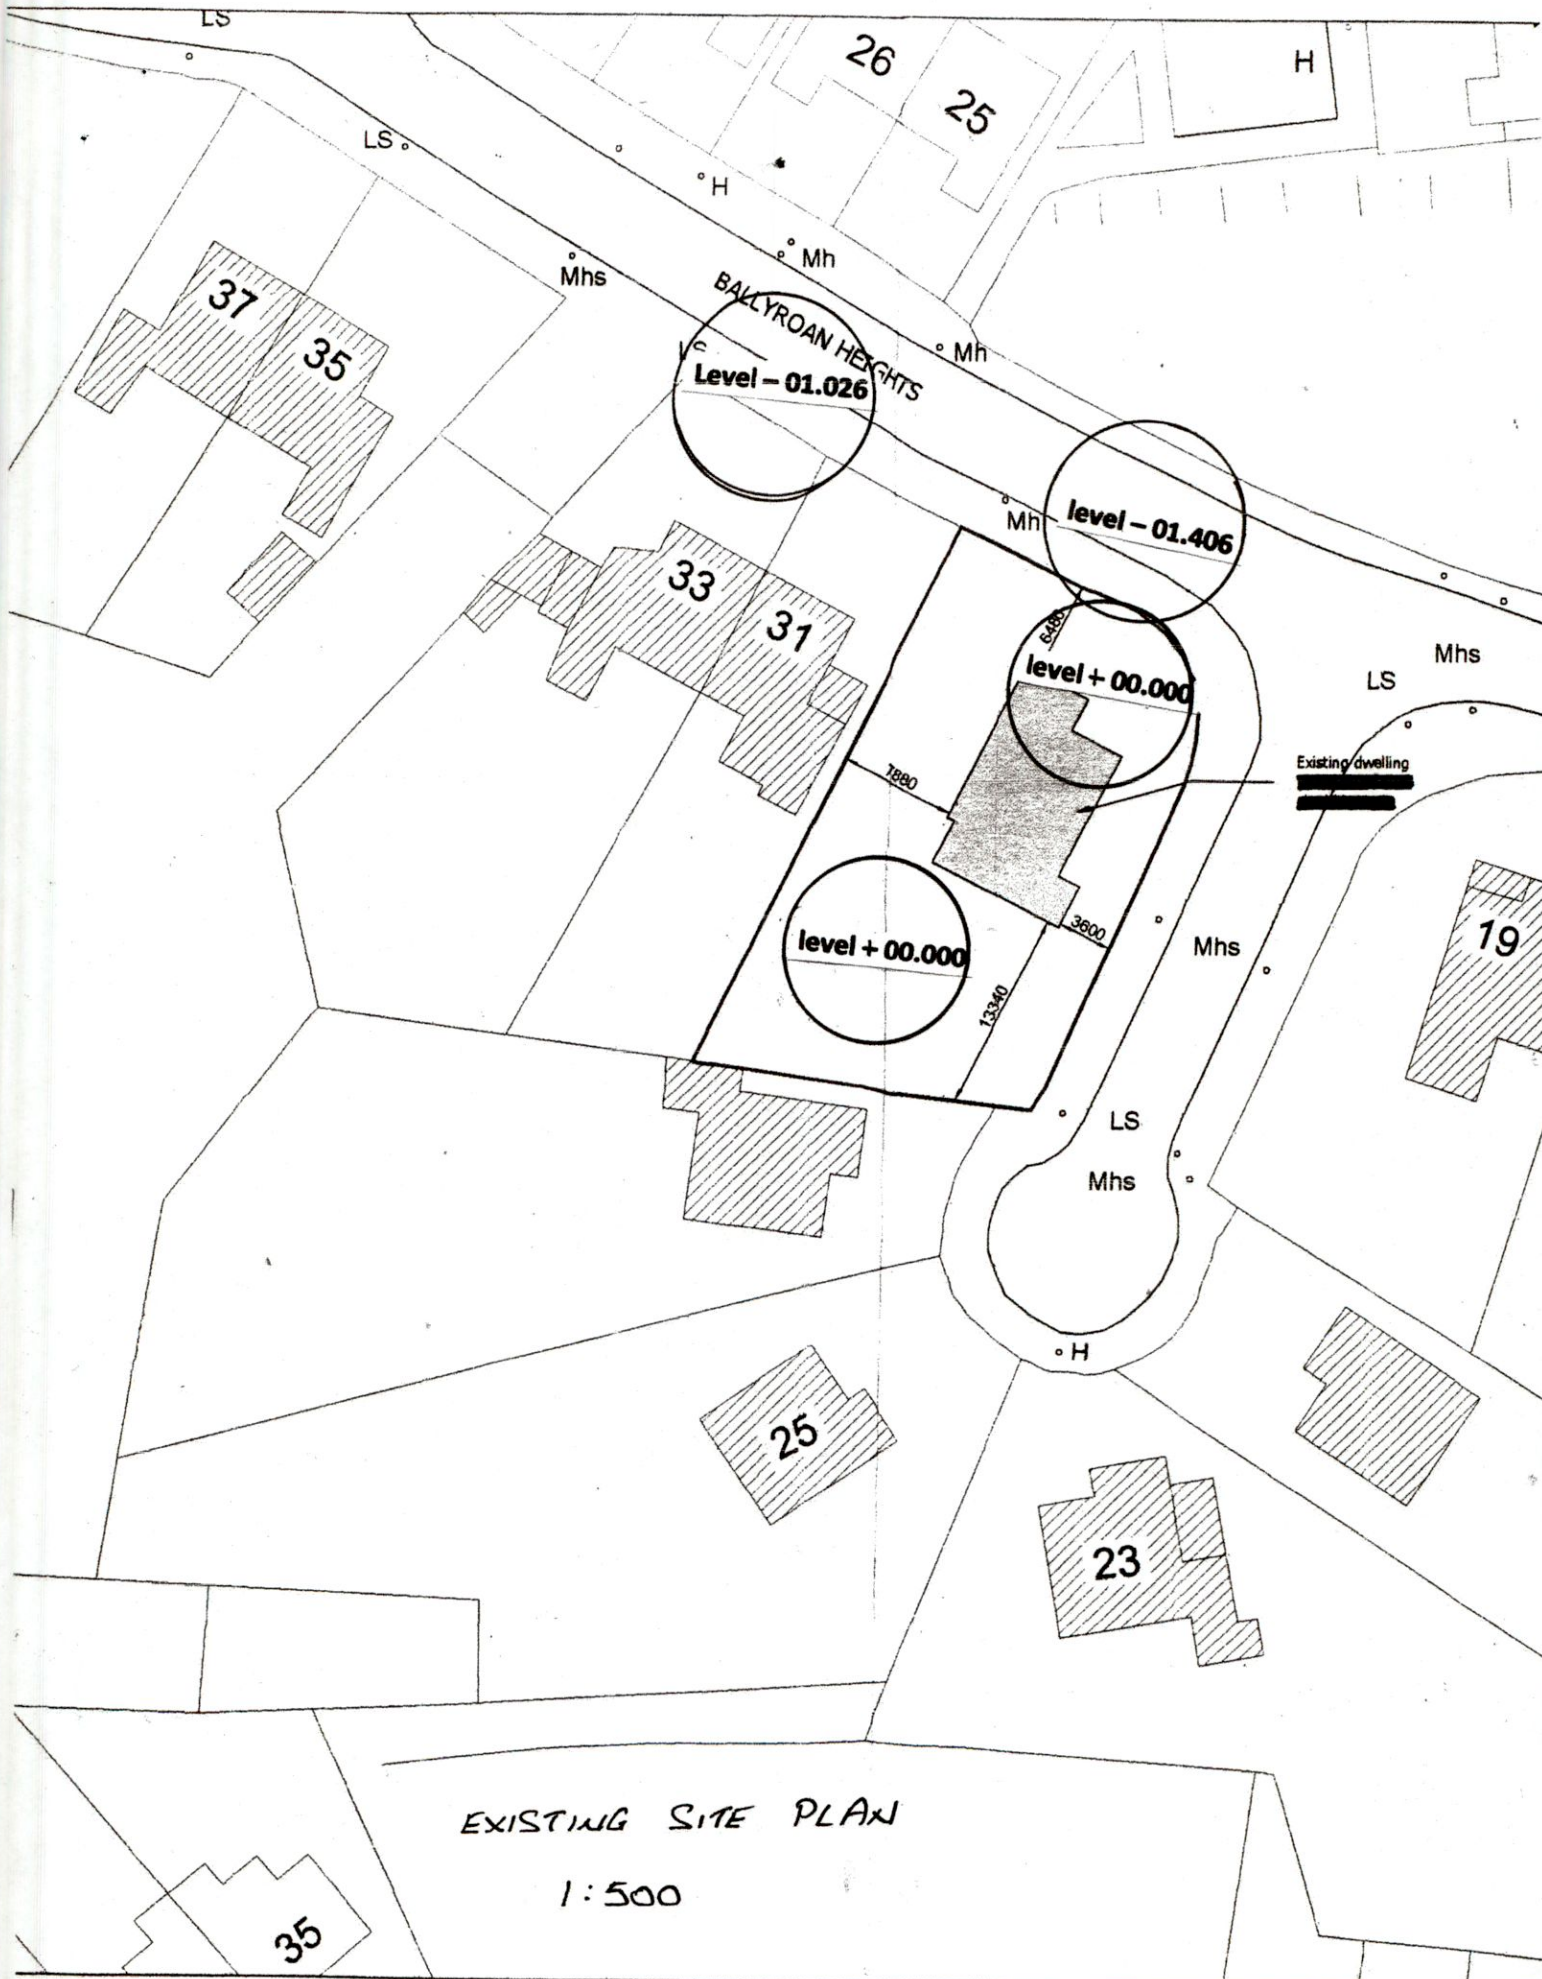 LS
26
25
H
LS
H
Mh
Mhs
BALLYROAN HEIGHTS
Mh
37
35
Level – 01.026
Mh
level – 01.406
33
31
6480
level + 00.000
Mhs
LS
Existing dwelling
7880
3600
Mhs
19
level + 00.000
13340
LS
Mhs
H
25
23
EXISTING SITE PLAN
1:500
35